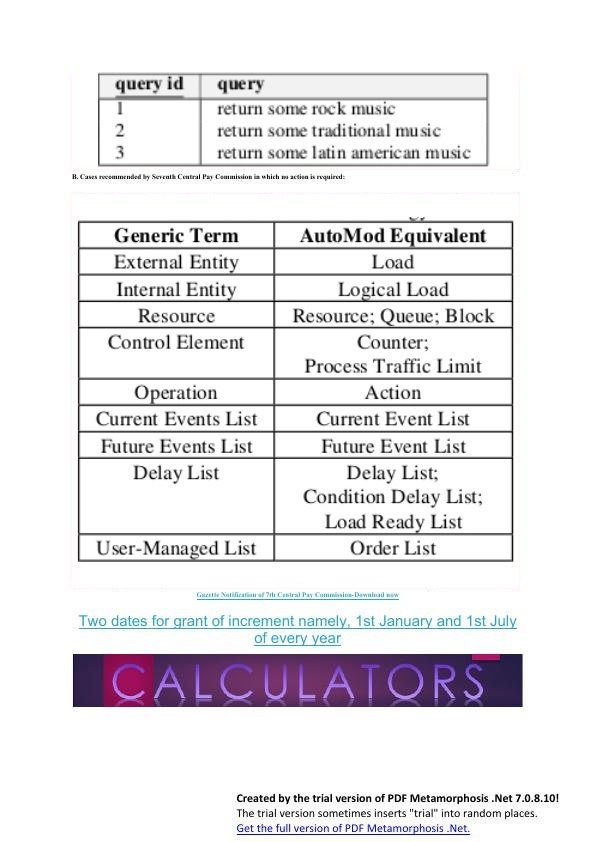 query id query
1 return some rock music
2 return some traditional music
3 return some latin american music
B. Cases recommended by Seventh Central Pay Commission in which no action is required:
Generic Term AutoMod Equivalent
External Entity Load
Internal Entity Logical Load
Resource Resource; Queue; Block
Control Element Counter;
Process Traffic Limit
Operation Action
Current Events List Current Event List
Future Events List Future Event List
Delay List Delay List;
Condition Delay List;
Load Ready List
User-Managed List Order List
Gazette Notification of 7th Central Pay Commission-Download now
Two dates for grant of increment namely, 1st January and 1st July
of every year
CALCULATORS
Created by the trial version of PDF Metamorphosis .Net 7.0.8.10!
The trial version sometimes inserts "trial" into random places.
Get the full version of PDF Metamorphosis .Net.